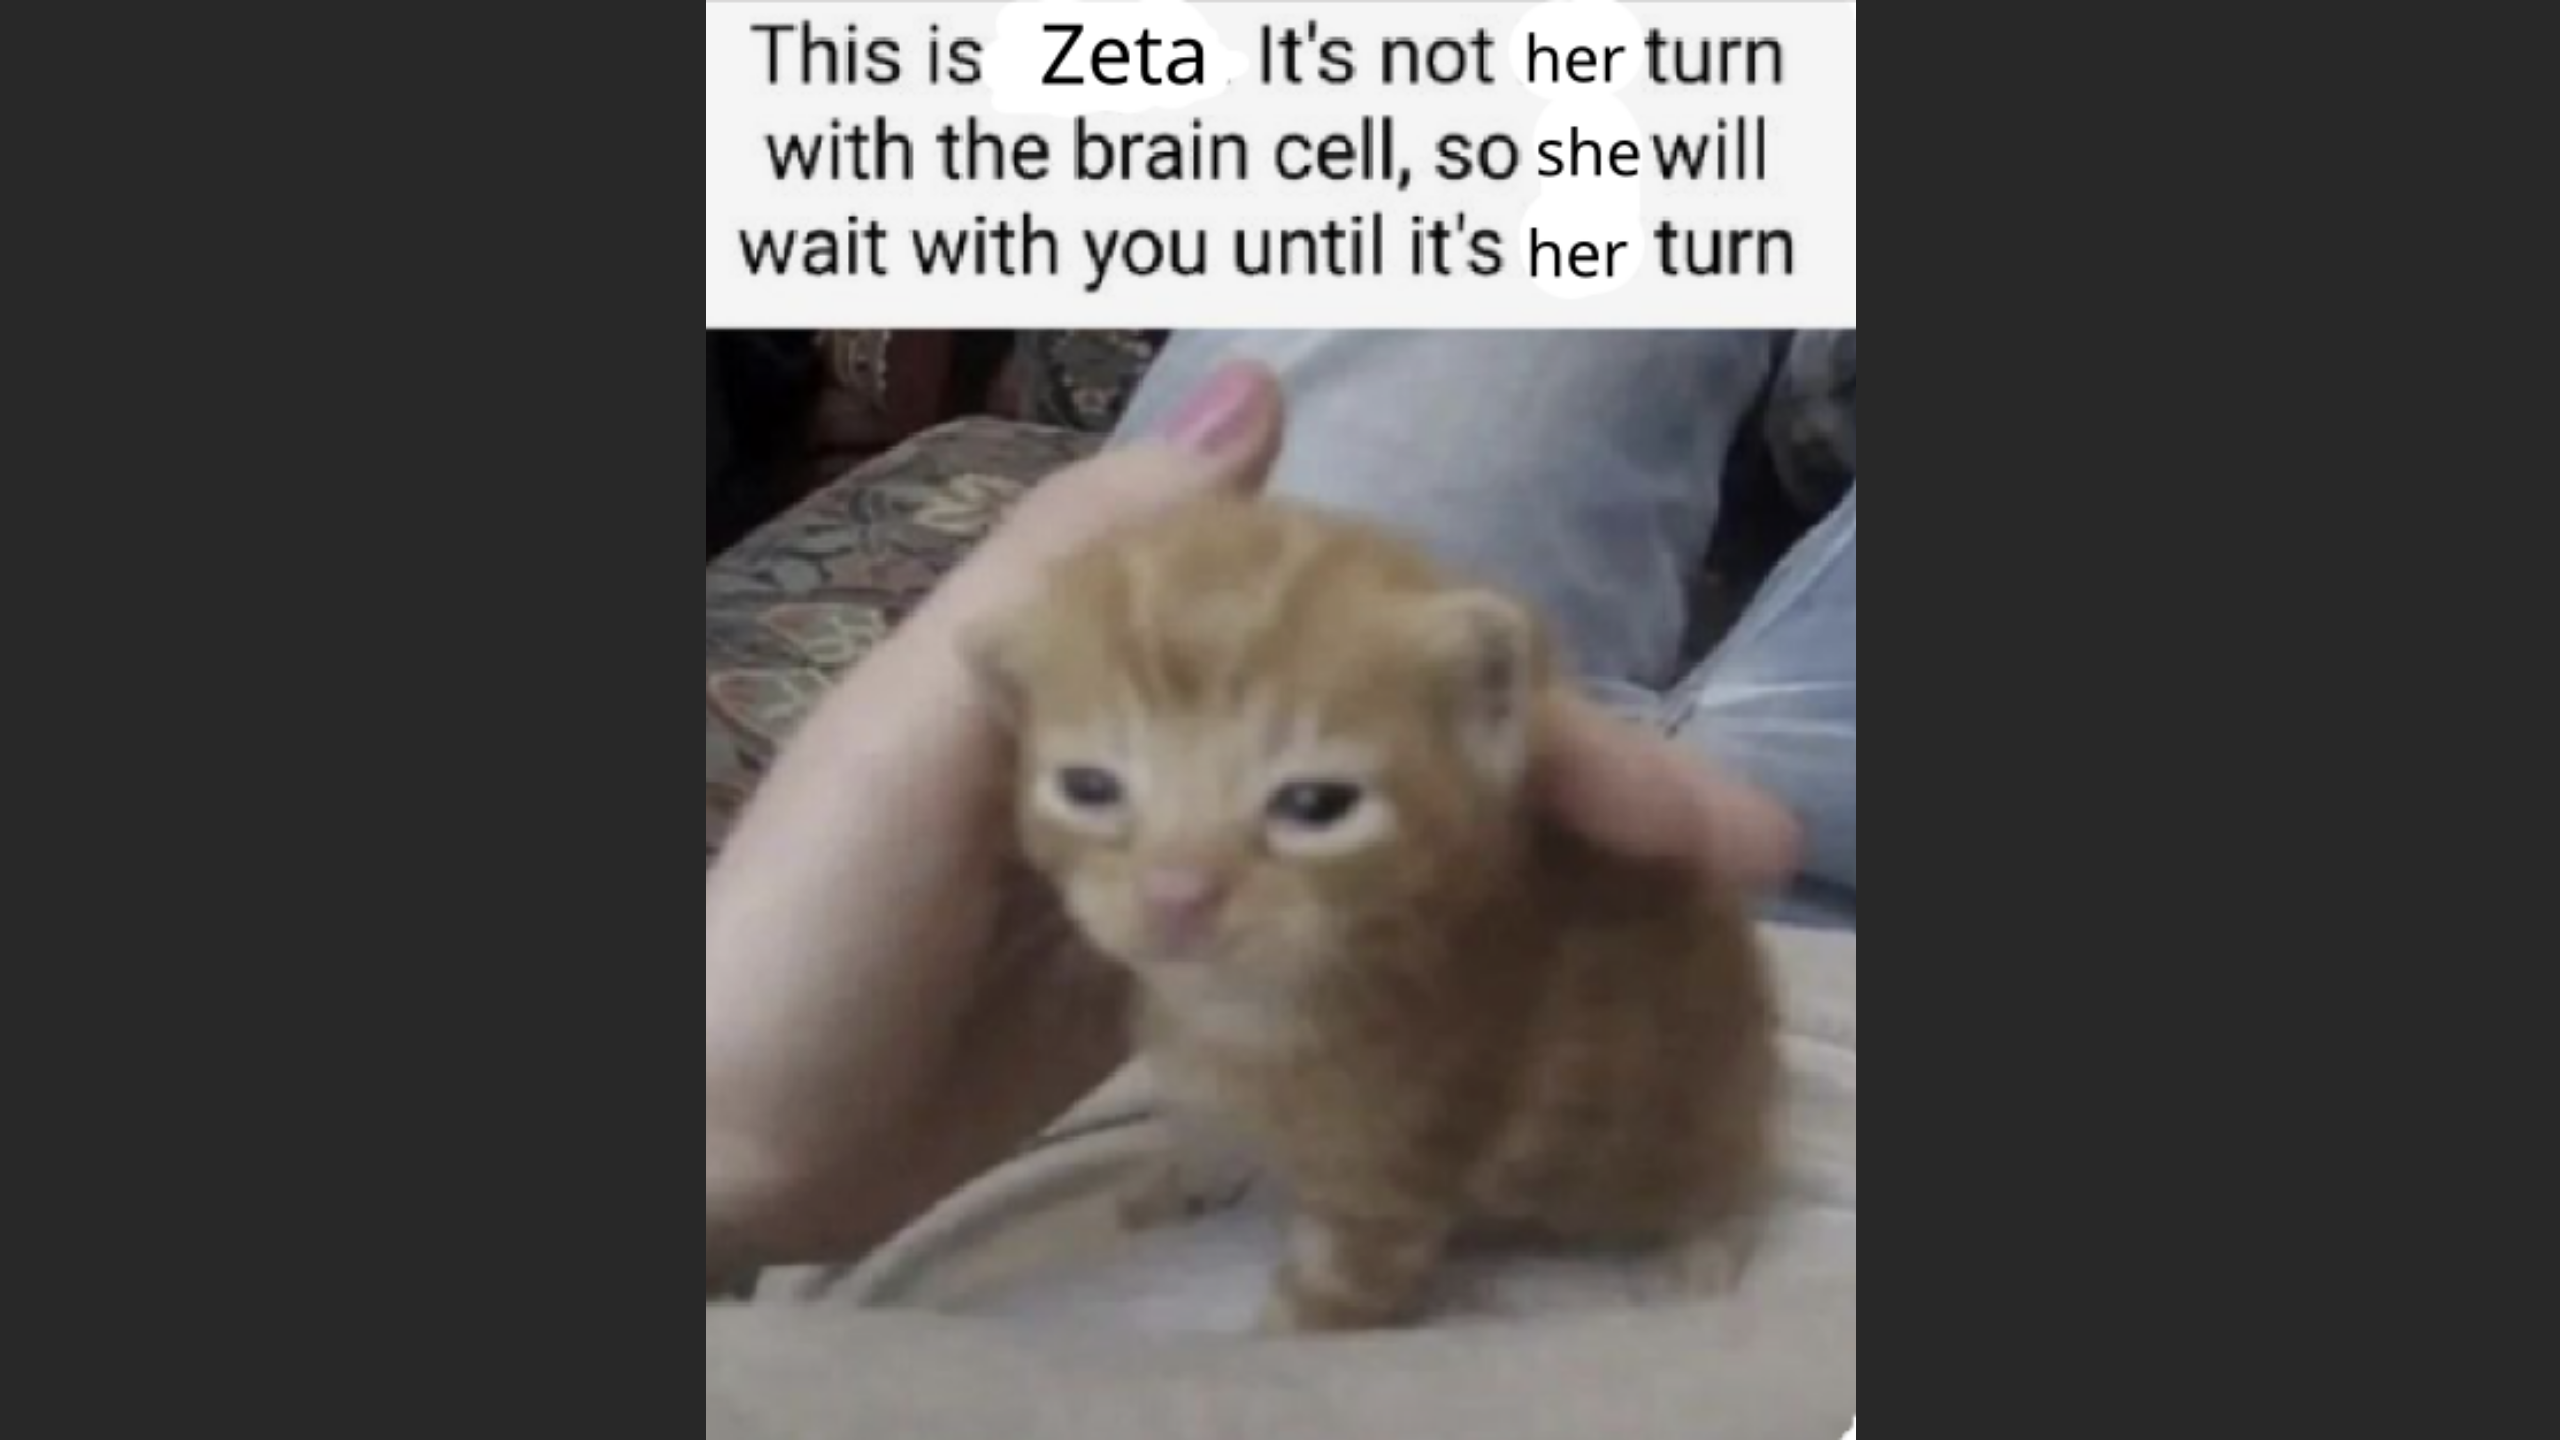 This is Zeta. It's not her turn
with the brain cell, so she will
wait with you until it's her turn